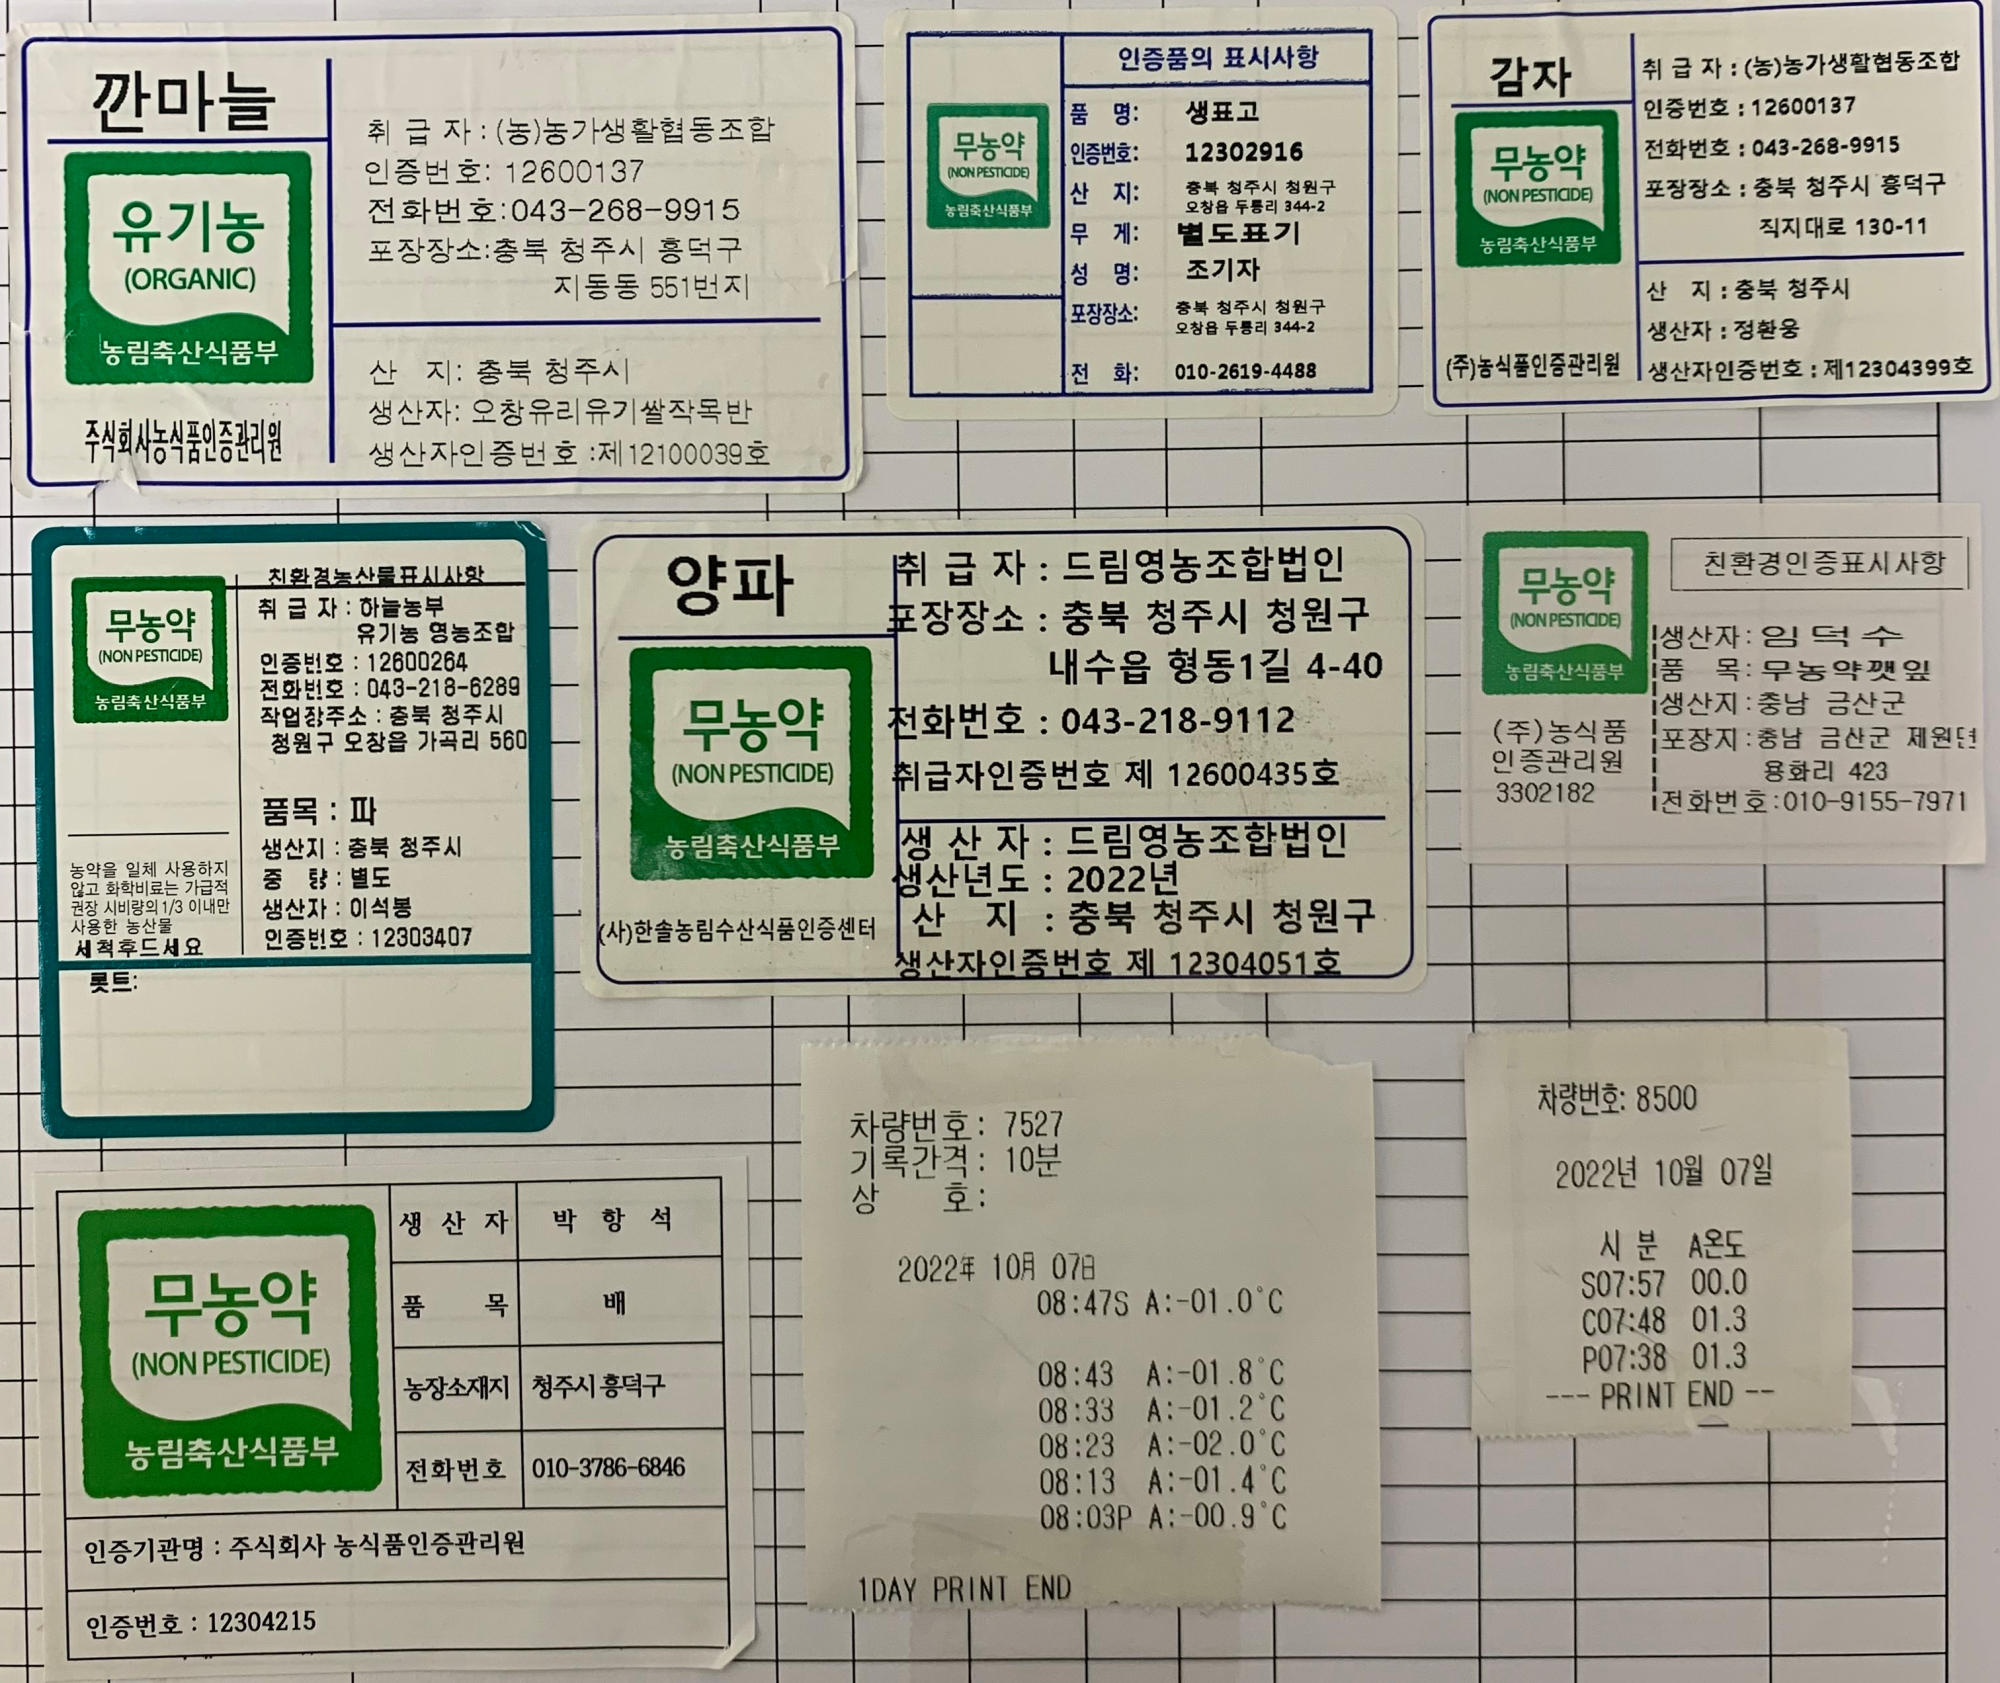 깐마늘
유기농
(ORGANIC)
농림축산식품부
주식회사농식품인증관리원
취 급 자 : (농)농가생활협동조합
인증번호: 12600137
전화번호:043-268-9915
포장장소:충북 청주시 흥덕구
지동동 551번지
산 지: 충북 청주시
생산자: 오창유리유기쌀작목반
생산자인증번호 :제12100039호
인증품의 표시사항
무농약
(NON PESTICIDE)
농림축산식품부
품 명: 생표고
인증번호: 12302916
산 지: 충북 청주시 청원구
오창읍 두릉리 344-2
무 게: 별도표기
성 명: 조기자
포장장소: 충북 청주시 청원구
오창읍 두릉리 344-2
전 화: 010-2619-4488
감자
무농약
(NON PESTICIDE)
농림축산식품부
(주)농식품인증관리원
취 급 자 : (농)농가생활협동조합
인증번호 : 12600137
전화번호 : 043-268-9915
포장장소 : 충북 청주시 흥덕구
직지대로 130-11
산 지 : 충북 청주시
생산자 : 정환웅
생산자인증번호 : 제12304399호
친환경농산물표시사항
무농약
(NON PESTICIDE)
농림축산식품부
농약을 일체 사용하지
않고 화학비료는 가급적
권장 시비량의1/3 이내만
사용한 농산물
세척후드세요
취 급 자 : 하늘농부
유기농 영농조합
인증번호 : 12600264
전화번호 : 043-218-6289
작업장주소 : 충북 청주시
청원구 오창읍 가곡리 560
품목 : 파
생산지 : 충북 청주시
중 량 : 별도
생산자 : 이석봉
인증번호 : 12303407
롯트:
양파
무농약
(NON PESTICIDE)
농림축산식품부
(사)한솔농림수산식품인증센터
취 급 자 : 드림영농조합법인
포장장소 : 충북 청주시 청원구
내수읍 형동1길 4-40
전화번호 : 043-218-9112
취급자인증번호 제 12600435호
생 산 자 : 드림영농조합법인
생산년도 : 2022년
산 지 : 충북 청주시 청원구
생산자인증번호 제 12304051호
무농약
(NON PESTICIDE)
농림축산식품부
(주)농식품
인증관리원
3302182
친환경인증표시사항
생산자: 임덕수
품 목: 무농약깻잎
생산지: 충남 금산군
포장지: 충남 금산군 제원면
용화리 423
전화번호:010-9155-7971
무농약
(NON PESTICIDE)
농림축산식품부
생 산 자 박 항 석
품 목 배
농장소재지 청주시 흥덕구
전화번호 010-3786-6846
인증기관명 : 주식회사 농식품인증관리원
인증번호 : 12304215
차량번호: 7527
기록간격: 10분
상 호:
2022年 10月 07日
08:47S A:-01.0°C
08:43 A:-01.8°C
08:33 A:-01.2°C
08:23 A:-02.0°C
08:13 A:-01.4°C
08:03P A:-00.9°C
1DAY PRINT END
차량번호: 8500
2022년 10월 07일
시 분 A온도
S07:57 00.0
C07:48 01.3
P07:38 01.3
--- PRINT END --